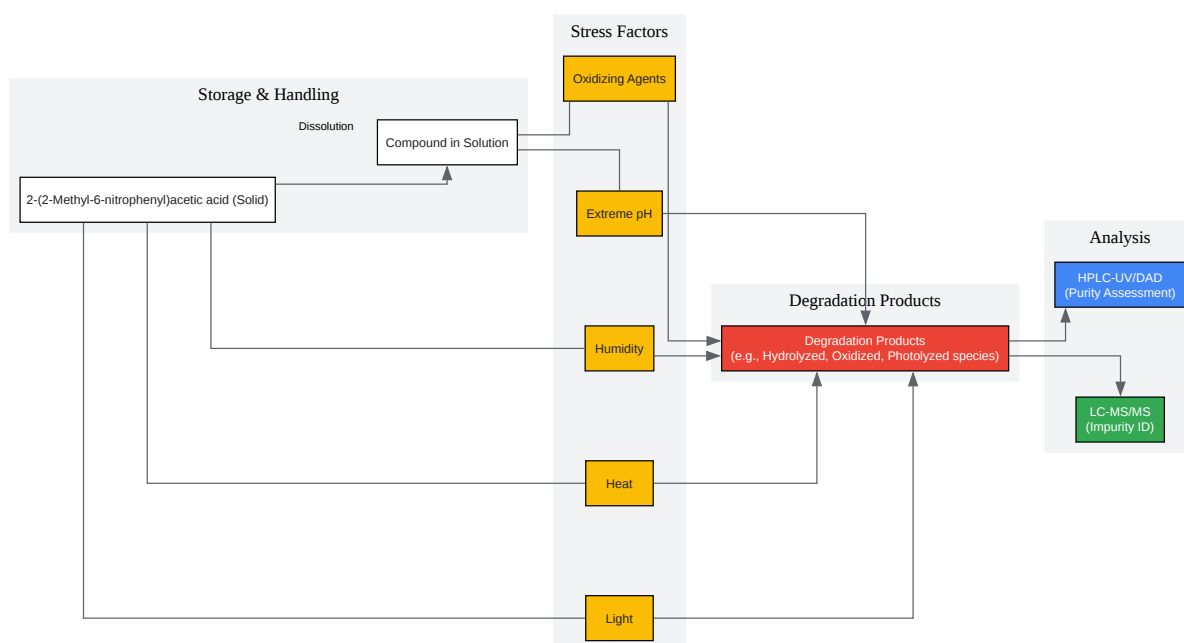 Stress Factors
Oxidizing Agents
Storage & Handling
Dissolution
Compound in Solution
2-(2-Methyl-6-nitrophenyl)acetic acid (Solid)
Extreme pH
Analysis
HPLC-UV/DAD
(Purity Assessment)
Degradation Products
Humidity
Degradation Products
(e.g., Hydrolyzed, Oxidized, Photolyzed species)
LC-MS/MS
(Impurity ID)
Heat
Light